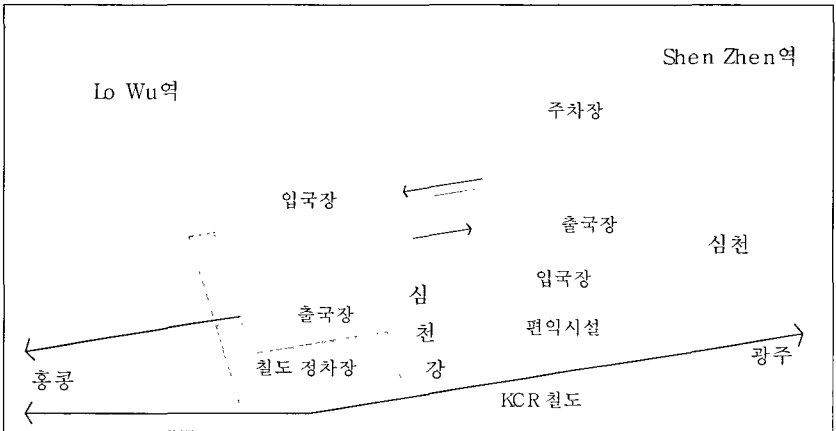 Shen Zhen역
Lo Wu역
주차장
입국장
출국장
심천
입국장
심
천
강
출국장
편익시설
광주
칠도 정차장
홍콩
KCR 철도